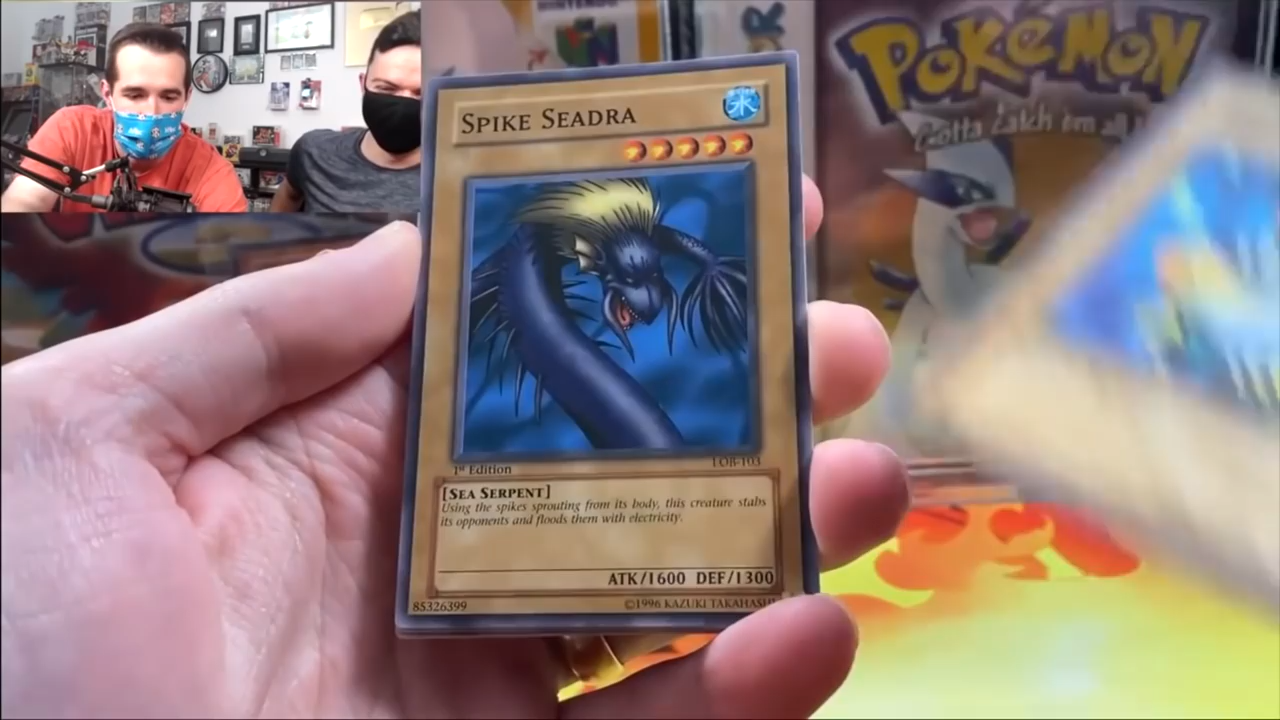 NINTENDO
N
POKéMON
Gotta Catch 'em all!
SPIKE SEADRA
水
1st Edition
LOB-103
[SEA SERPENT]
Using the spikes sprouting from its body, this creature stabs
its opponents and floods them with electricity.
ATK/1600 DEF/1300
85326399
©1996 KAZUKI TAKAHASHI